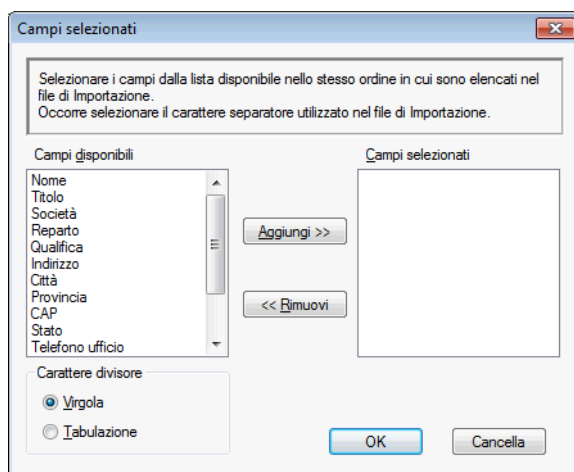 Campi selezionati
Selezionare i campi dalla lista disponibile nello stesso ordine in cui sono elencati nel
file di Importazione.
Occorre selezionare il carattere separatore utilizzato nel file di Importazione.
Campi disponibili
Nome
Titolo
Società
Reparto
Qualifica
Indirizzo
Città
Provincia
CAP
Stato
Telefono ufficio
Aggiungi >>
<< Rimuovi
Campi selezionati
Carattere divisore
Virgola
Tabulazione
OK
Cancella